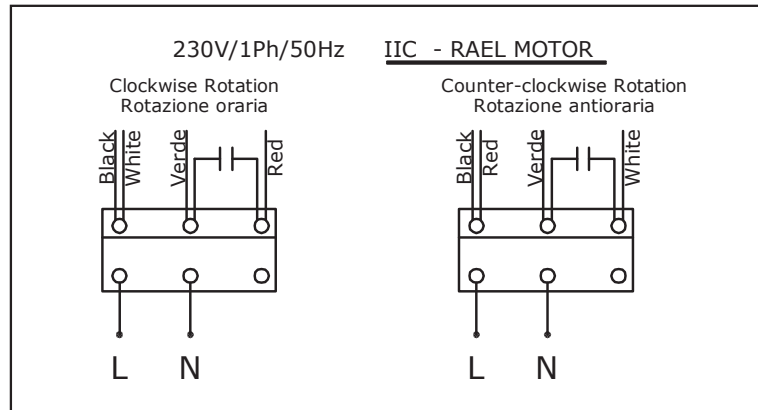 230V/1Ph/50Hz IIC - RAEL MOTOR
Clockwise Rotation
Rotazione oraria
Black
White
Verde
Red
L N
Counter-clockwise Rotation
Rotazione antioraria
Black
Red
Verde
White
L N